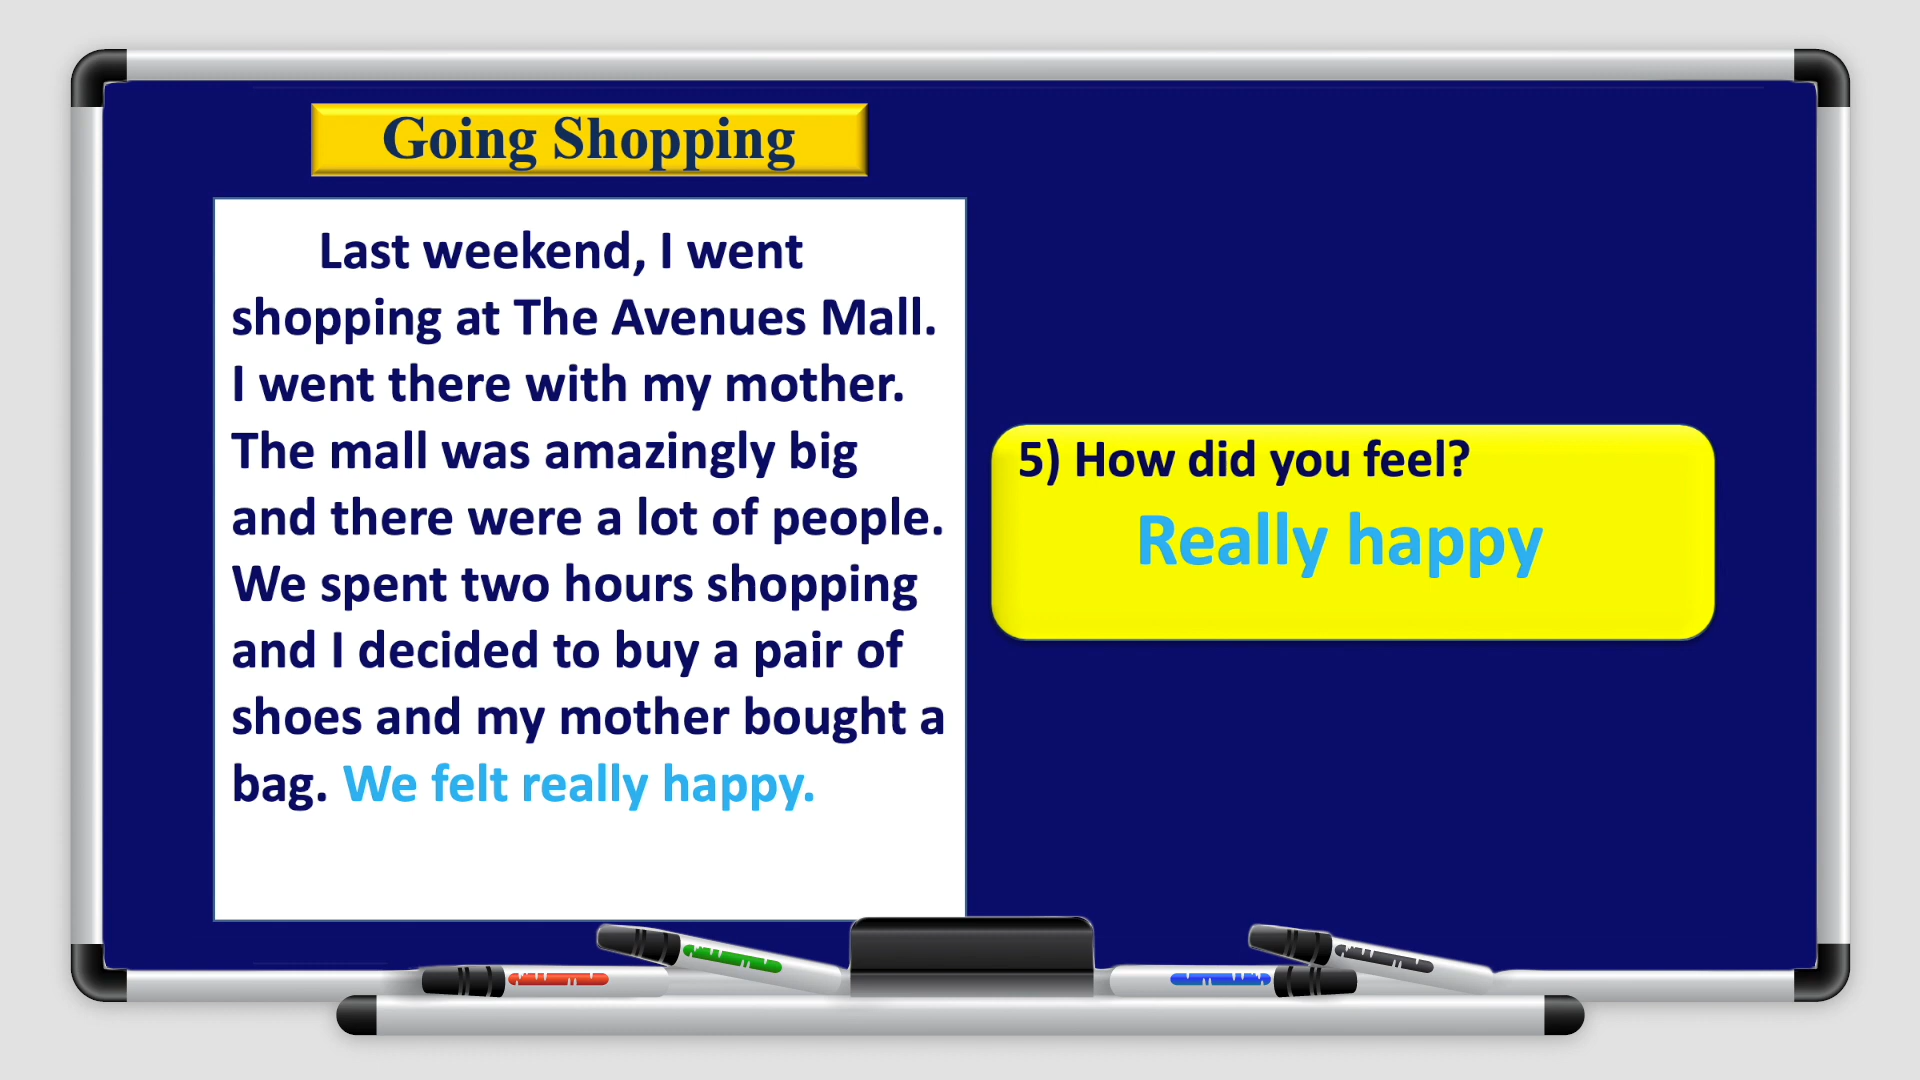 Going Shopping
Last weekend, I went
shopping at The Avenues Mall.
I went there with my mother.
The mall was amazingly big
and there were a lot of people.
We spent two hours shopping
and I decided to buy a pair of
shoes and my mother bought a
bag. We felt really happy.
5) How did you feel?
Really happy